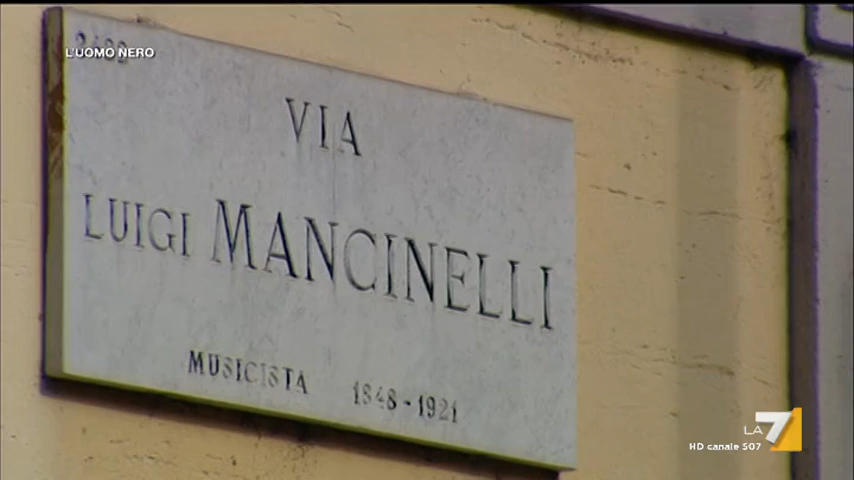 L'UOMO NERO
VIA
LUIGI MANCINELLI
MUSICISTA 1848-1921
LA7
HD canale 507